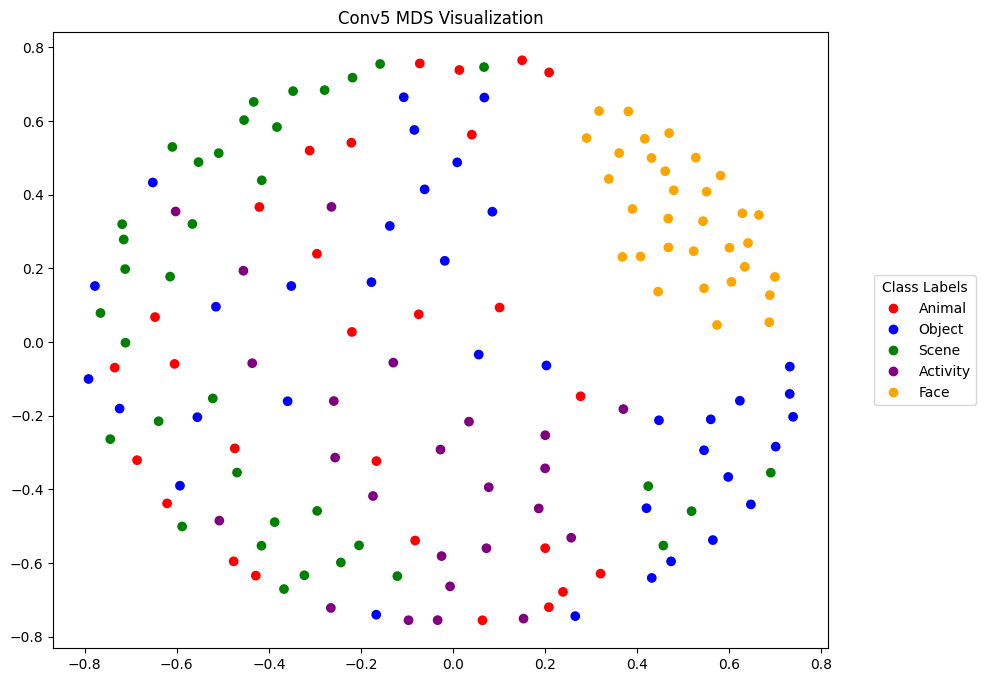 Conv5 MDS Visualization
0.8
0.6
0.4
0.2
0.0
−0.2
−0.4
−0.6
−0.8
−0.8 −0.6 −0.4 −0.2 0.0 0.2 0.4 0.6 0.8
Class Labels
Animal
Object
Scene
Activity
Face